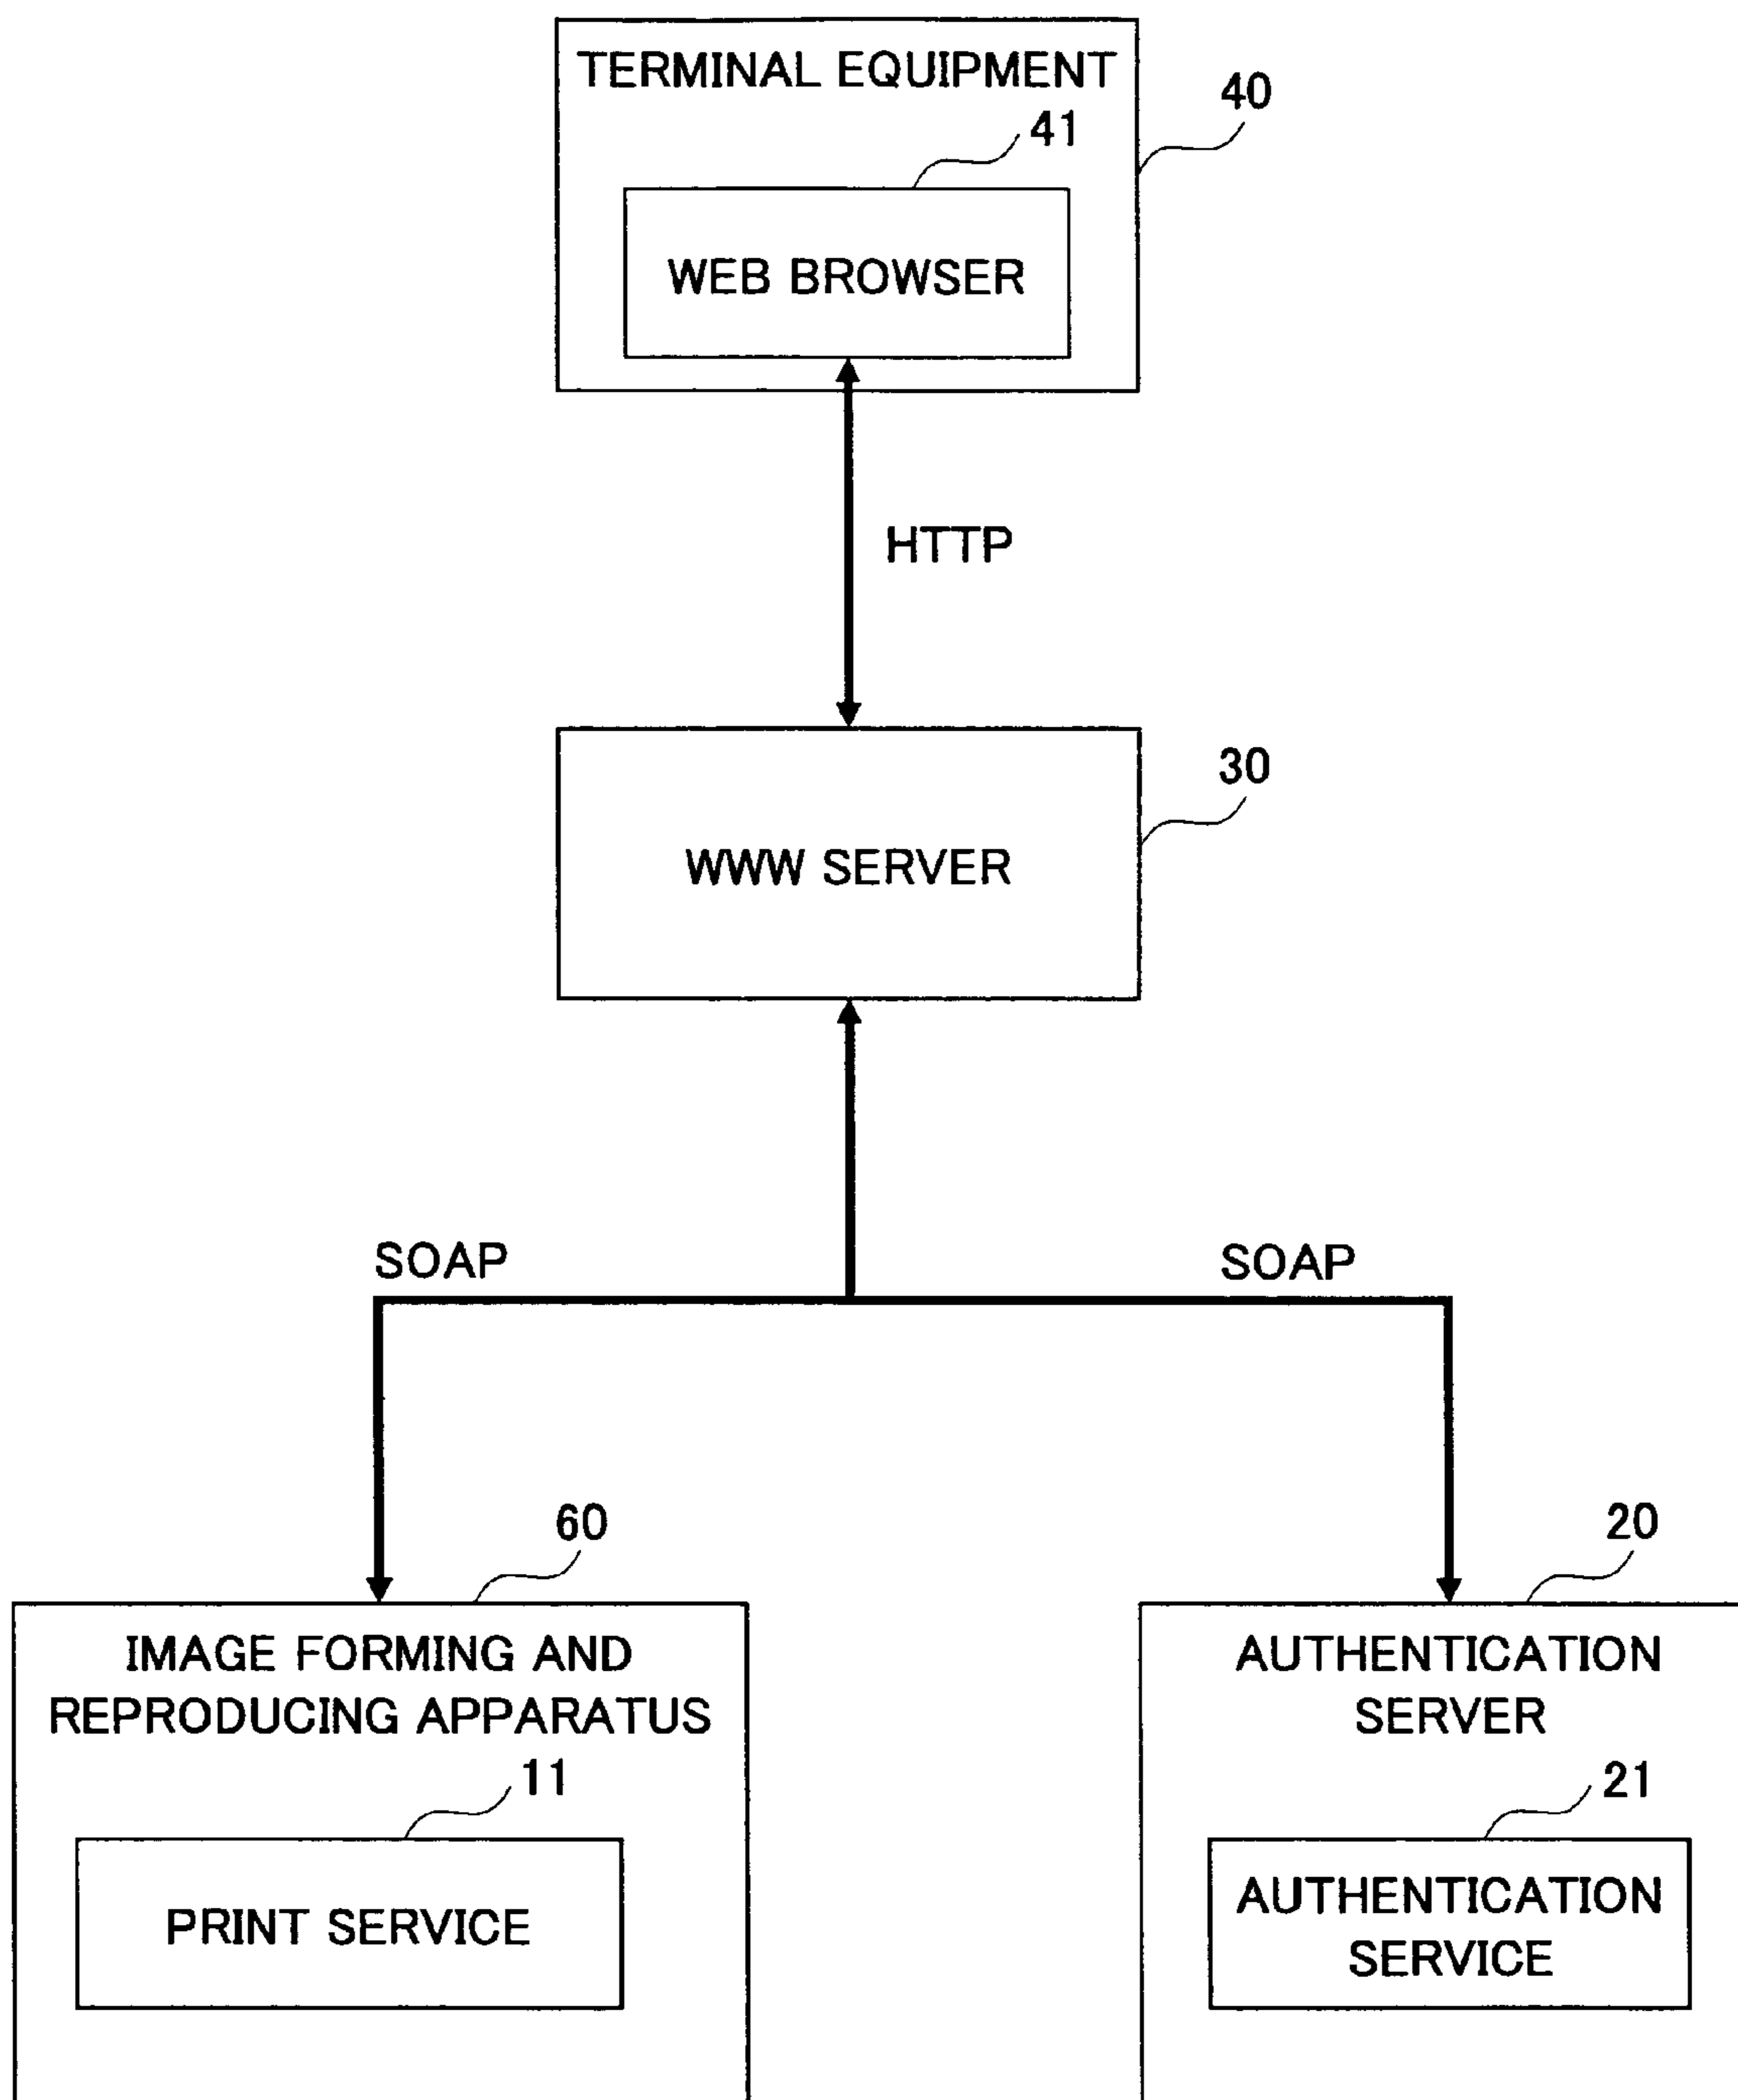 TERMINAL EQUIPMENT
40
41
WEB BROWSER
HTTP
30
WWW SERVER
SOAP
SOAP
60
20
IMAGE FORMING AND
REPRODUCING APPARATUS
11
PRINT SERVICE
AUTHENTICATION
SERVER
21
AUTHENTICATION
SERVICE